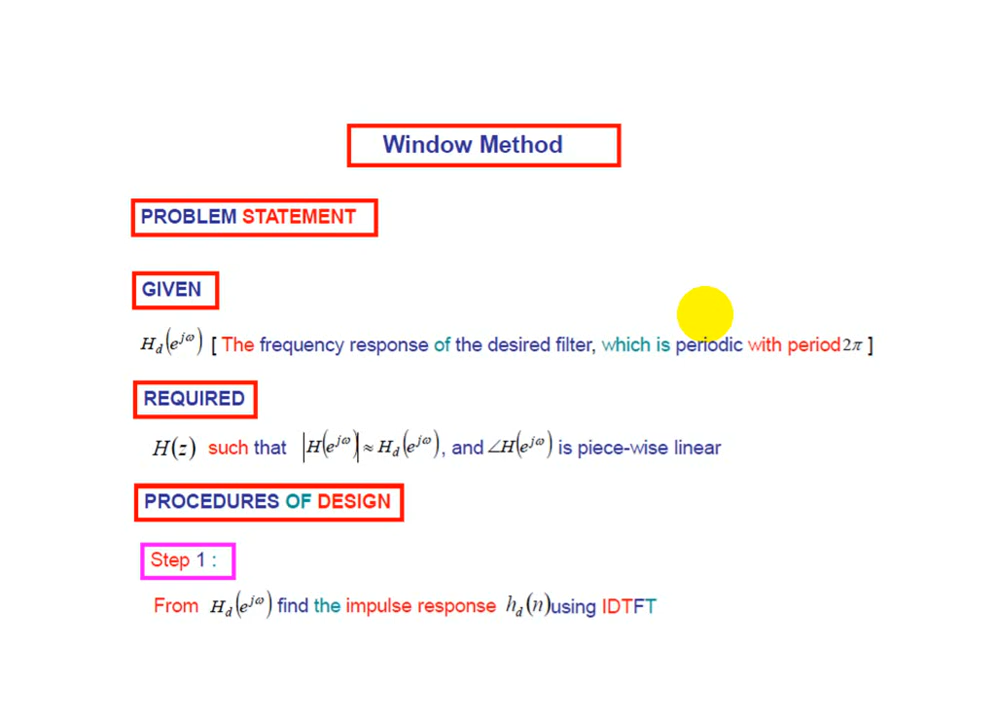 Window Method
PROBLEM STATEMENT
GIVEN
H_d(e^{jω}) [ The frequency response of the desired filter, which is periodic with period 2π ]
REQUIRED
H(z) such that |H(e^{jω})| ≈ H_d(e^{jω}), and ∠H(e^{jω}) is piece-wise linear
PROCEDURES OF DESIGN
Step 1 :
From H_d(e^{jω}) find the impulse response h_d(n) using IDTFT